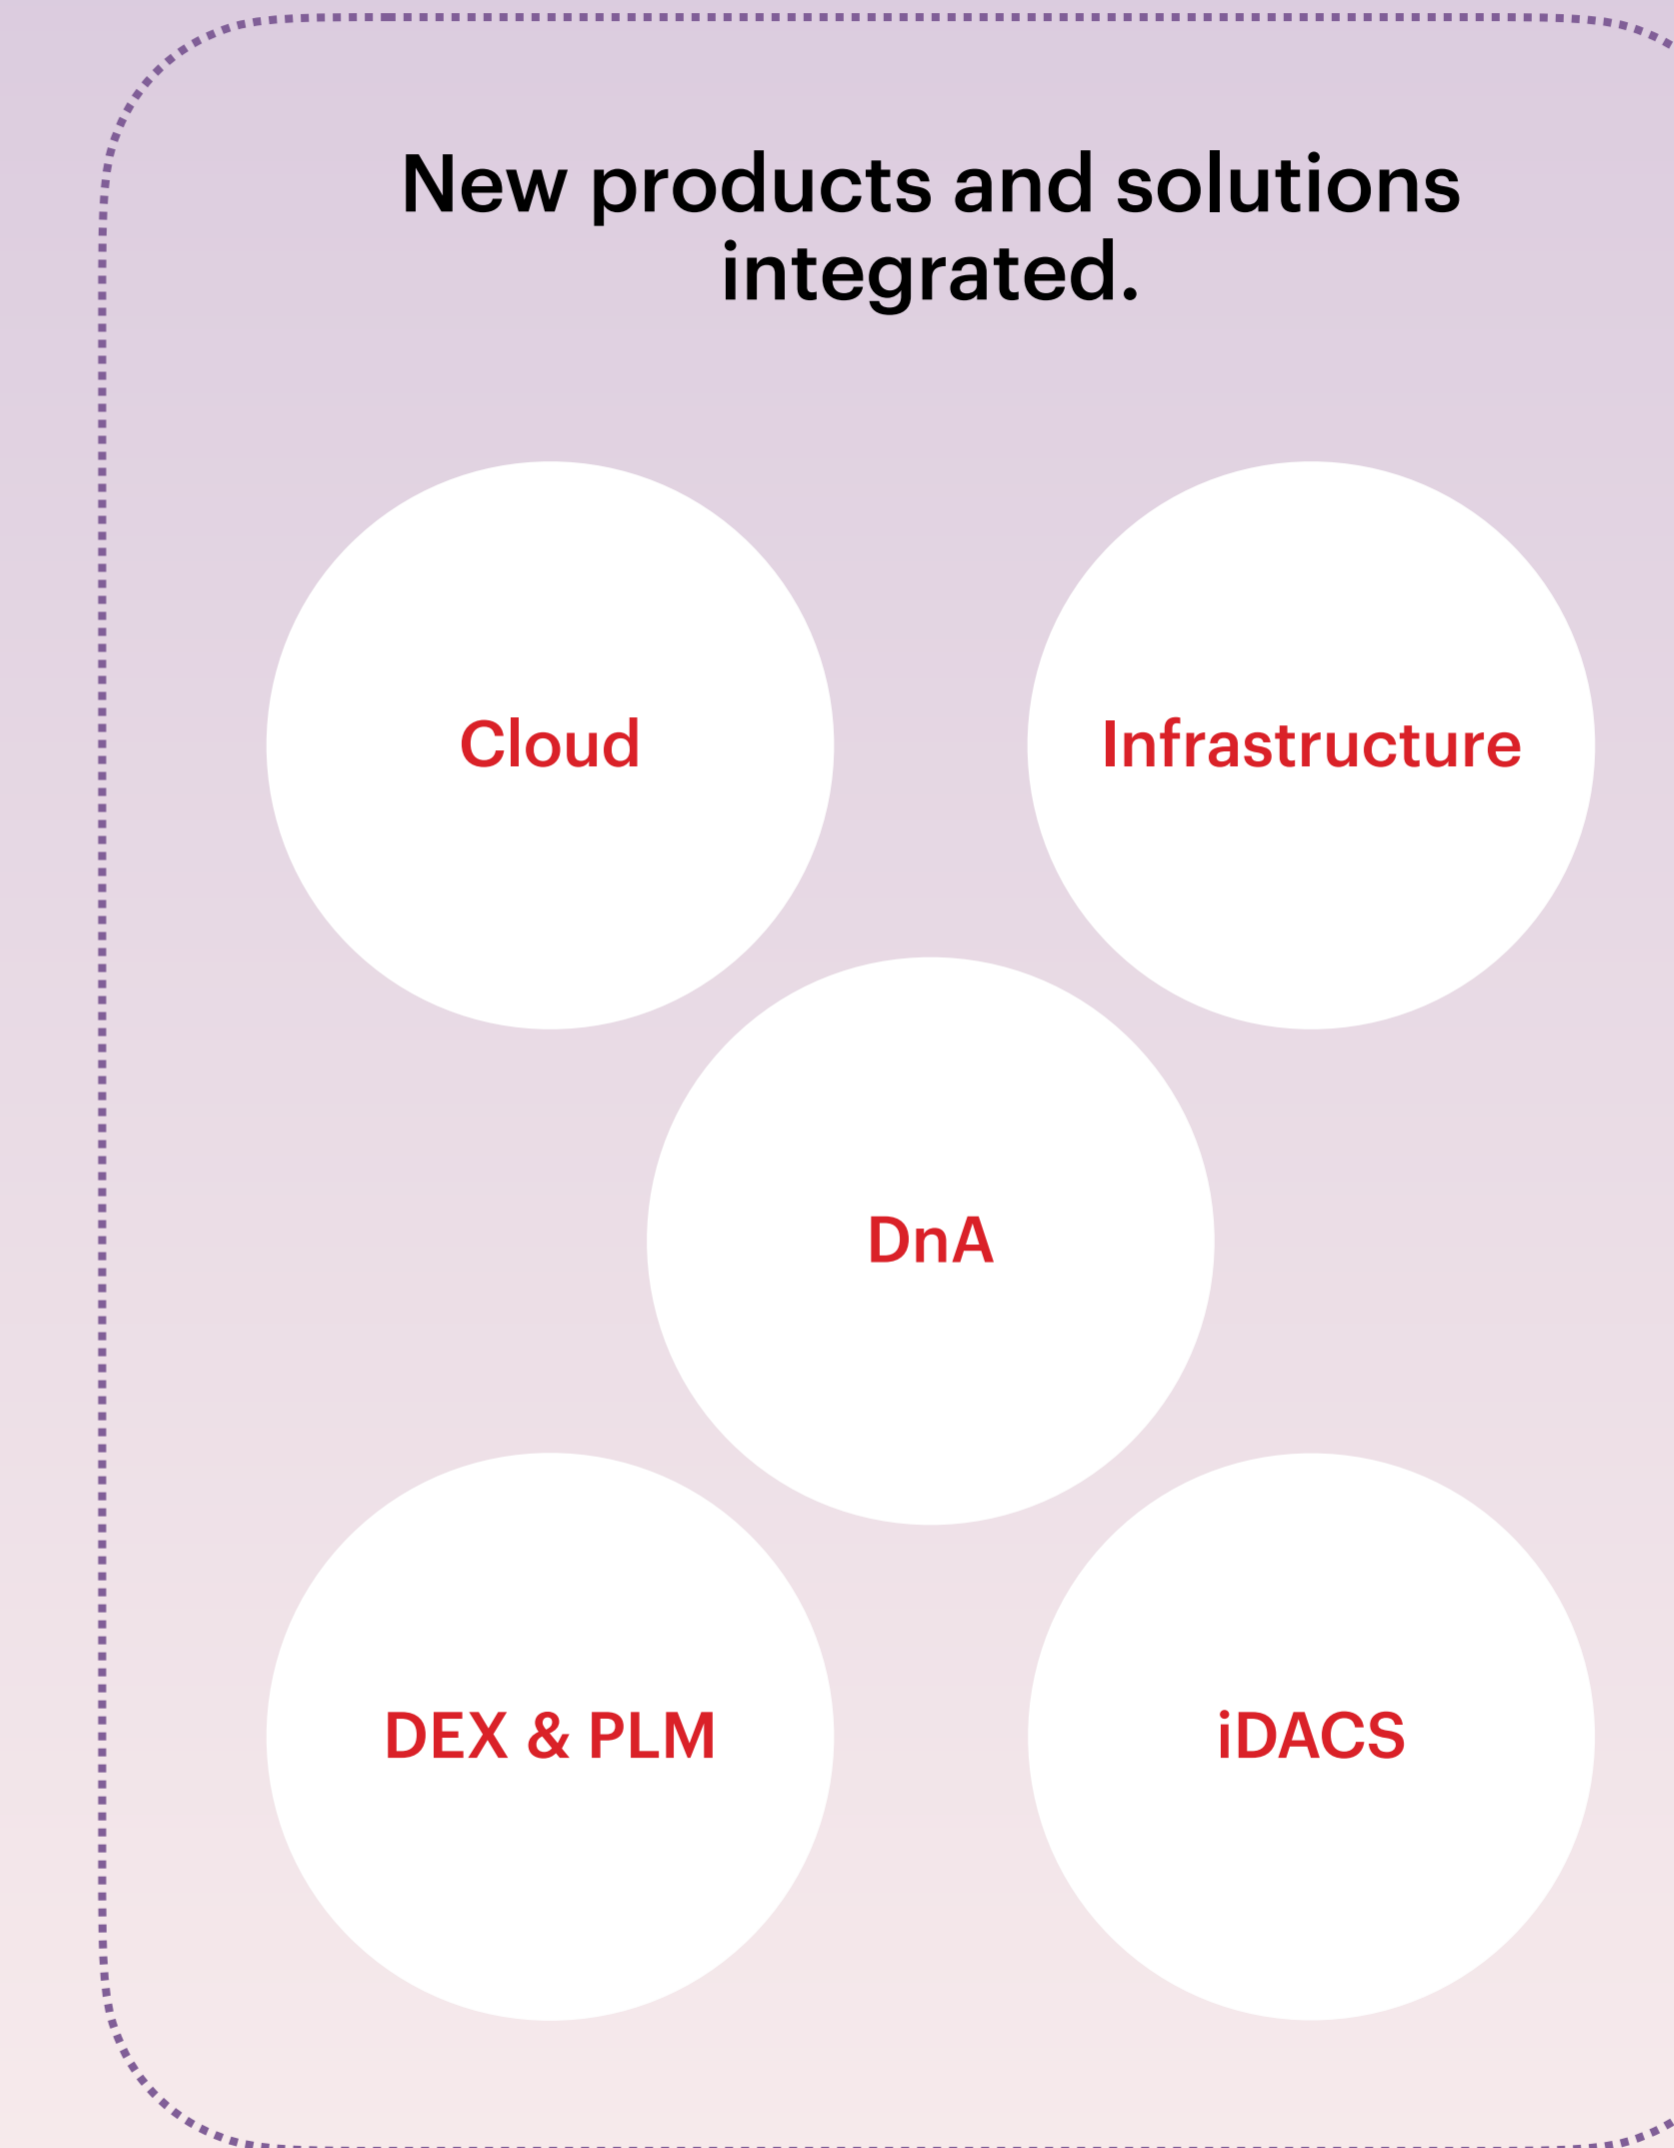 New products and solutions
integrated.
Cloud
Infrastructure
DnA
DEX & PLM
iDACS